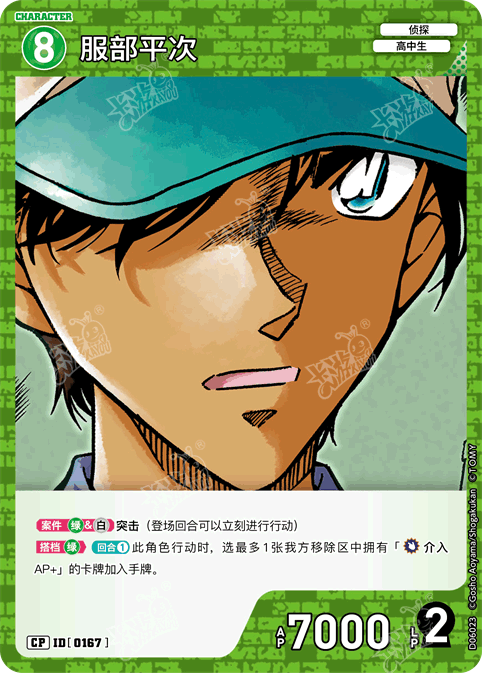 CHARACTER
8 服部平次
侦探
高中生
案件 绿 & 白 突击（登场回合可以立刻进行行动）
搭档 绿 回合 1 此角色行动时，选最多1张我方移除区中拥有「 介入
AP+」的卡牌加入手牌。
CP ID[ 0167 ]
AP 7000 LP 2
D06023 ©Gosho Aoyama/Shogakukan ©T.O.M.Y